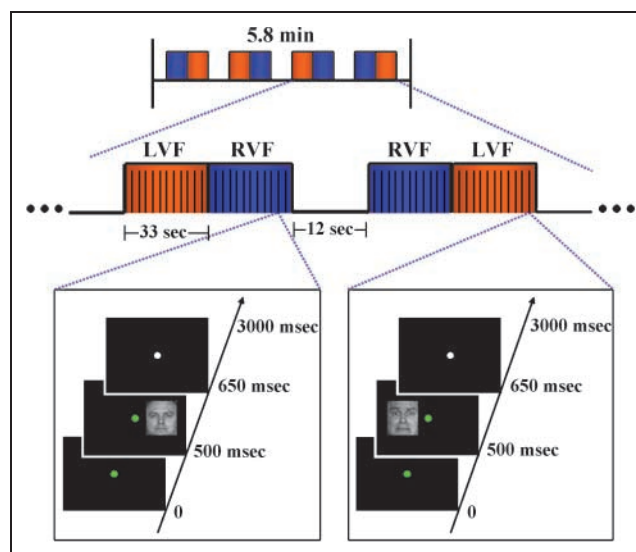 5.8 min
LVF RVF RVF LVF
33 sec 12 sec
3000 msec 3000 msec
650 msec 650 msec
500 msec 500 msec
0 0